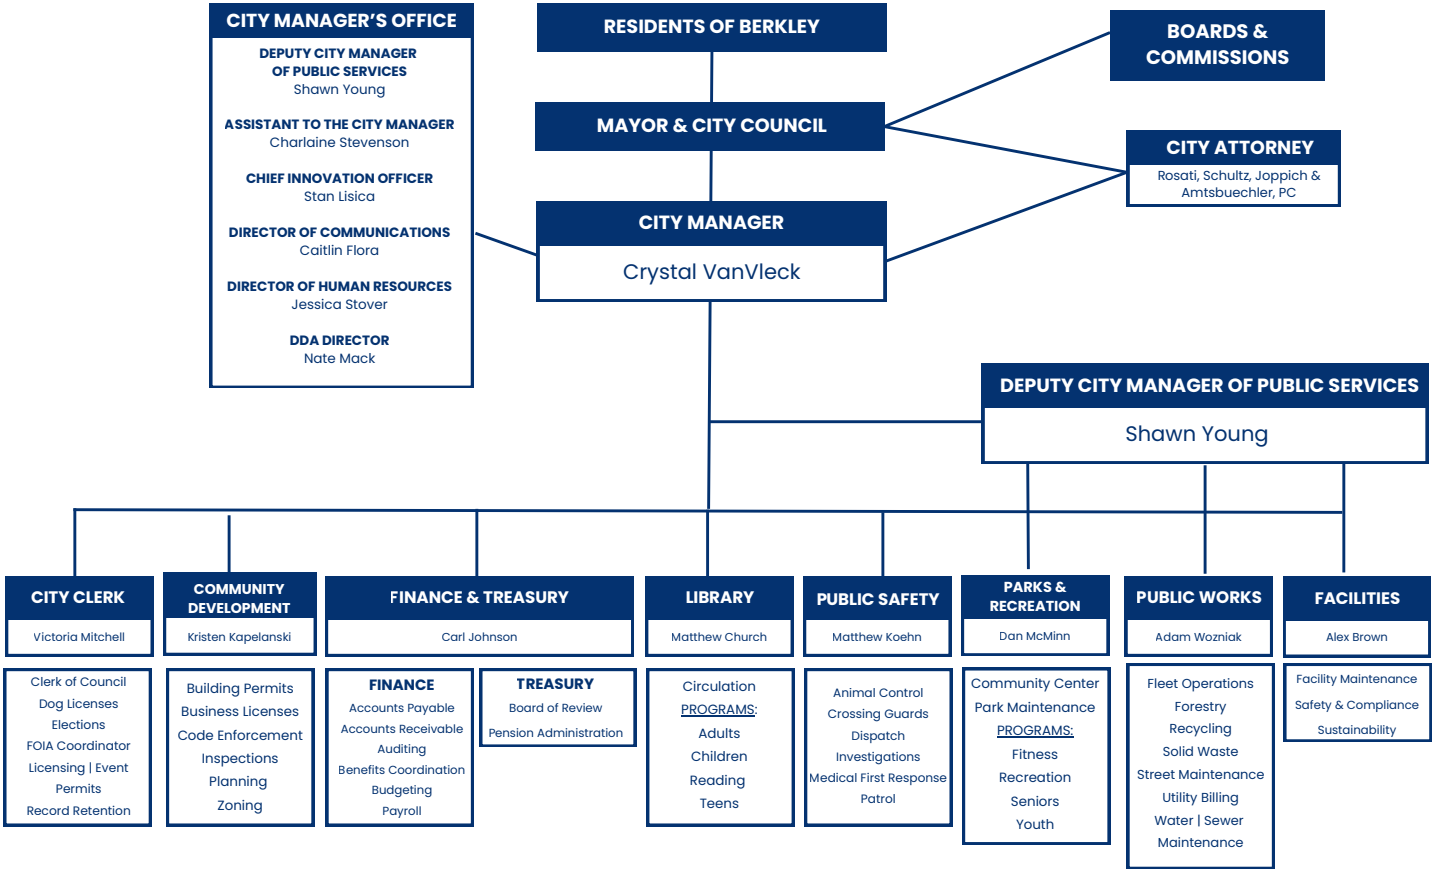 CITY MANAGER’S OFFICE
DEPUTY CITY MANAGER
OF PUBLIC SERVICES
Shawn Young
ASSISTANT TO THE CITY MANAGER
Charlaine Stevenson
CHIEF INNOVATION OFFICER
Stan Lisica
DIRECTOR OF COMMUNICATIONS
Caitlin Flora
DIRECTOR OF HUMAN RESOURCES
Jessica Stover
DDA DIRECTOR
Nate Mack
RESIDENTS OF BERKLEY
MAYOR & CITY COUNCIL
CITY MANAGER
Crystal VanVleck
BOARDS &
COMMISSIONS
CITY ATTORNEY
Rosati, Schultz, Joppich &
Amtsbuechler, PC
DEPUTY CITY MANAGER OF PUBLIC SERVICES
Shawn Young
CITY CLERK
Victoria Mitchell
Clerk of Council
Dog Licenses
Elections
FOIA Coordinator
Licensing | Event
Permits
Record Retention
COMMUNITY
DEVELOPMENT
Kristen Kapelanski
Building Permits
Business Licenses
Code Enforcement
Inspections
Planning
Zoning
FINANCE & TREASURY
Carl Johnson
FINANCE
Accounts Payable
Accounts Receivable
Auditing
Benefits Coordination
Budgeting
Payroll
TREASURY
Board of Review
Pension Administration
LIBRARY
Matthew Church
Circulation
PROGRAMS:
Adults
Children
Reading
Teens
PUBLIC SAFETY
Matthew Koehn
Animal Control
Crossing Guards
Dispatch
Investigations
Medical First Response
Patrol
PARKS &
RECREATION
Dan McMinn
Community Center
Park Maintenance
PROGRAMS:
Fitness
Recreation
Seniors
Youth
PUBLIC WORKS
Adam Wozniak
Fleet Operations
Forestry
Recycling
Solid Waste
Street Maintenance
Utility Billing
Water | Sewer
Maintenance
FACILITIES
Alex Brown
Facility Maintenance
Safety & Compliance
Sustainability